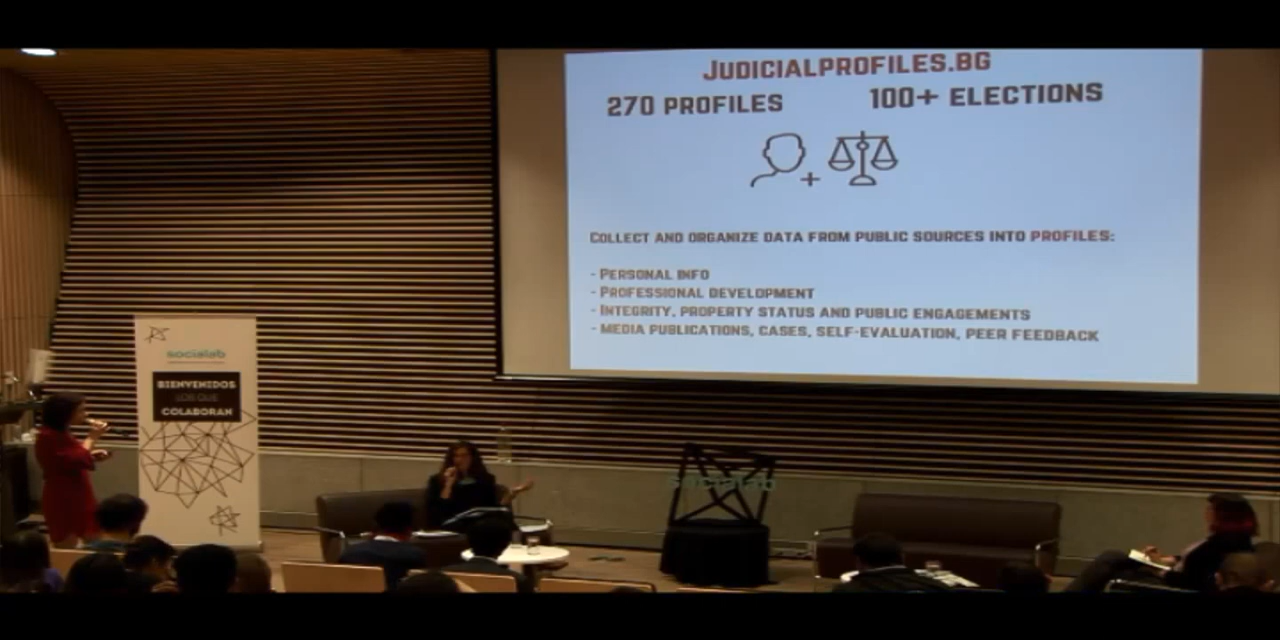 JUDICIALPROFILES.BG
270 PROFILES
100+ ELECTIONS
COLLECT AND ORGANIZE DATA FROM PUBLIC SOURCES INTO PROFILES:
- PERSONAL INFO
- PROFESSIONAL DEVELOPMENT
- INTEGRITY, PROPERTY STATUS AND PUBLIC ENGAGEMENTS
- MEDIA PUBLICATIONS, CASES, SELF-EVALUATION, PEER FEEDBACK
socialab
BIENVENIDOS
LOS QUE
COLABORAN
socialab